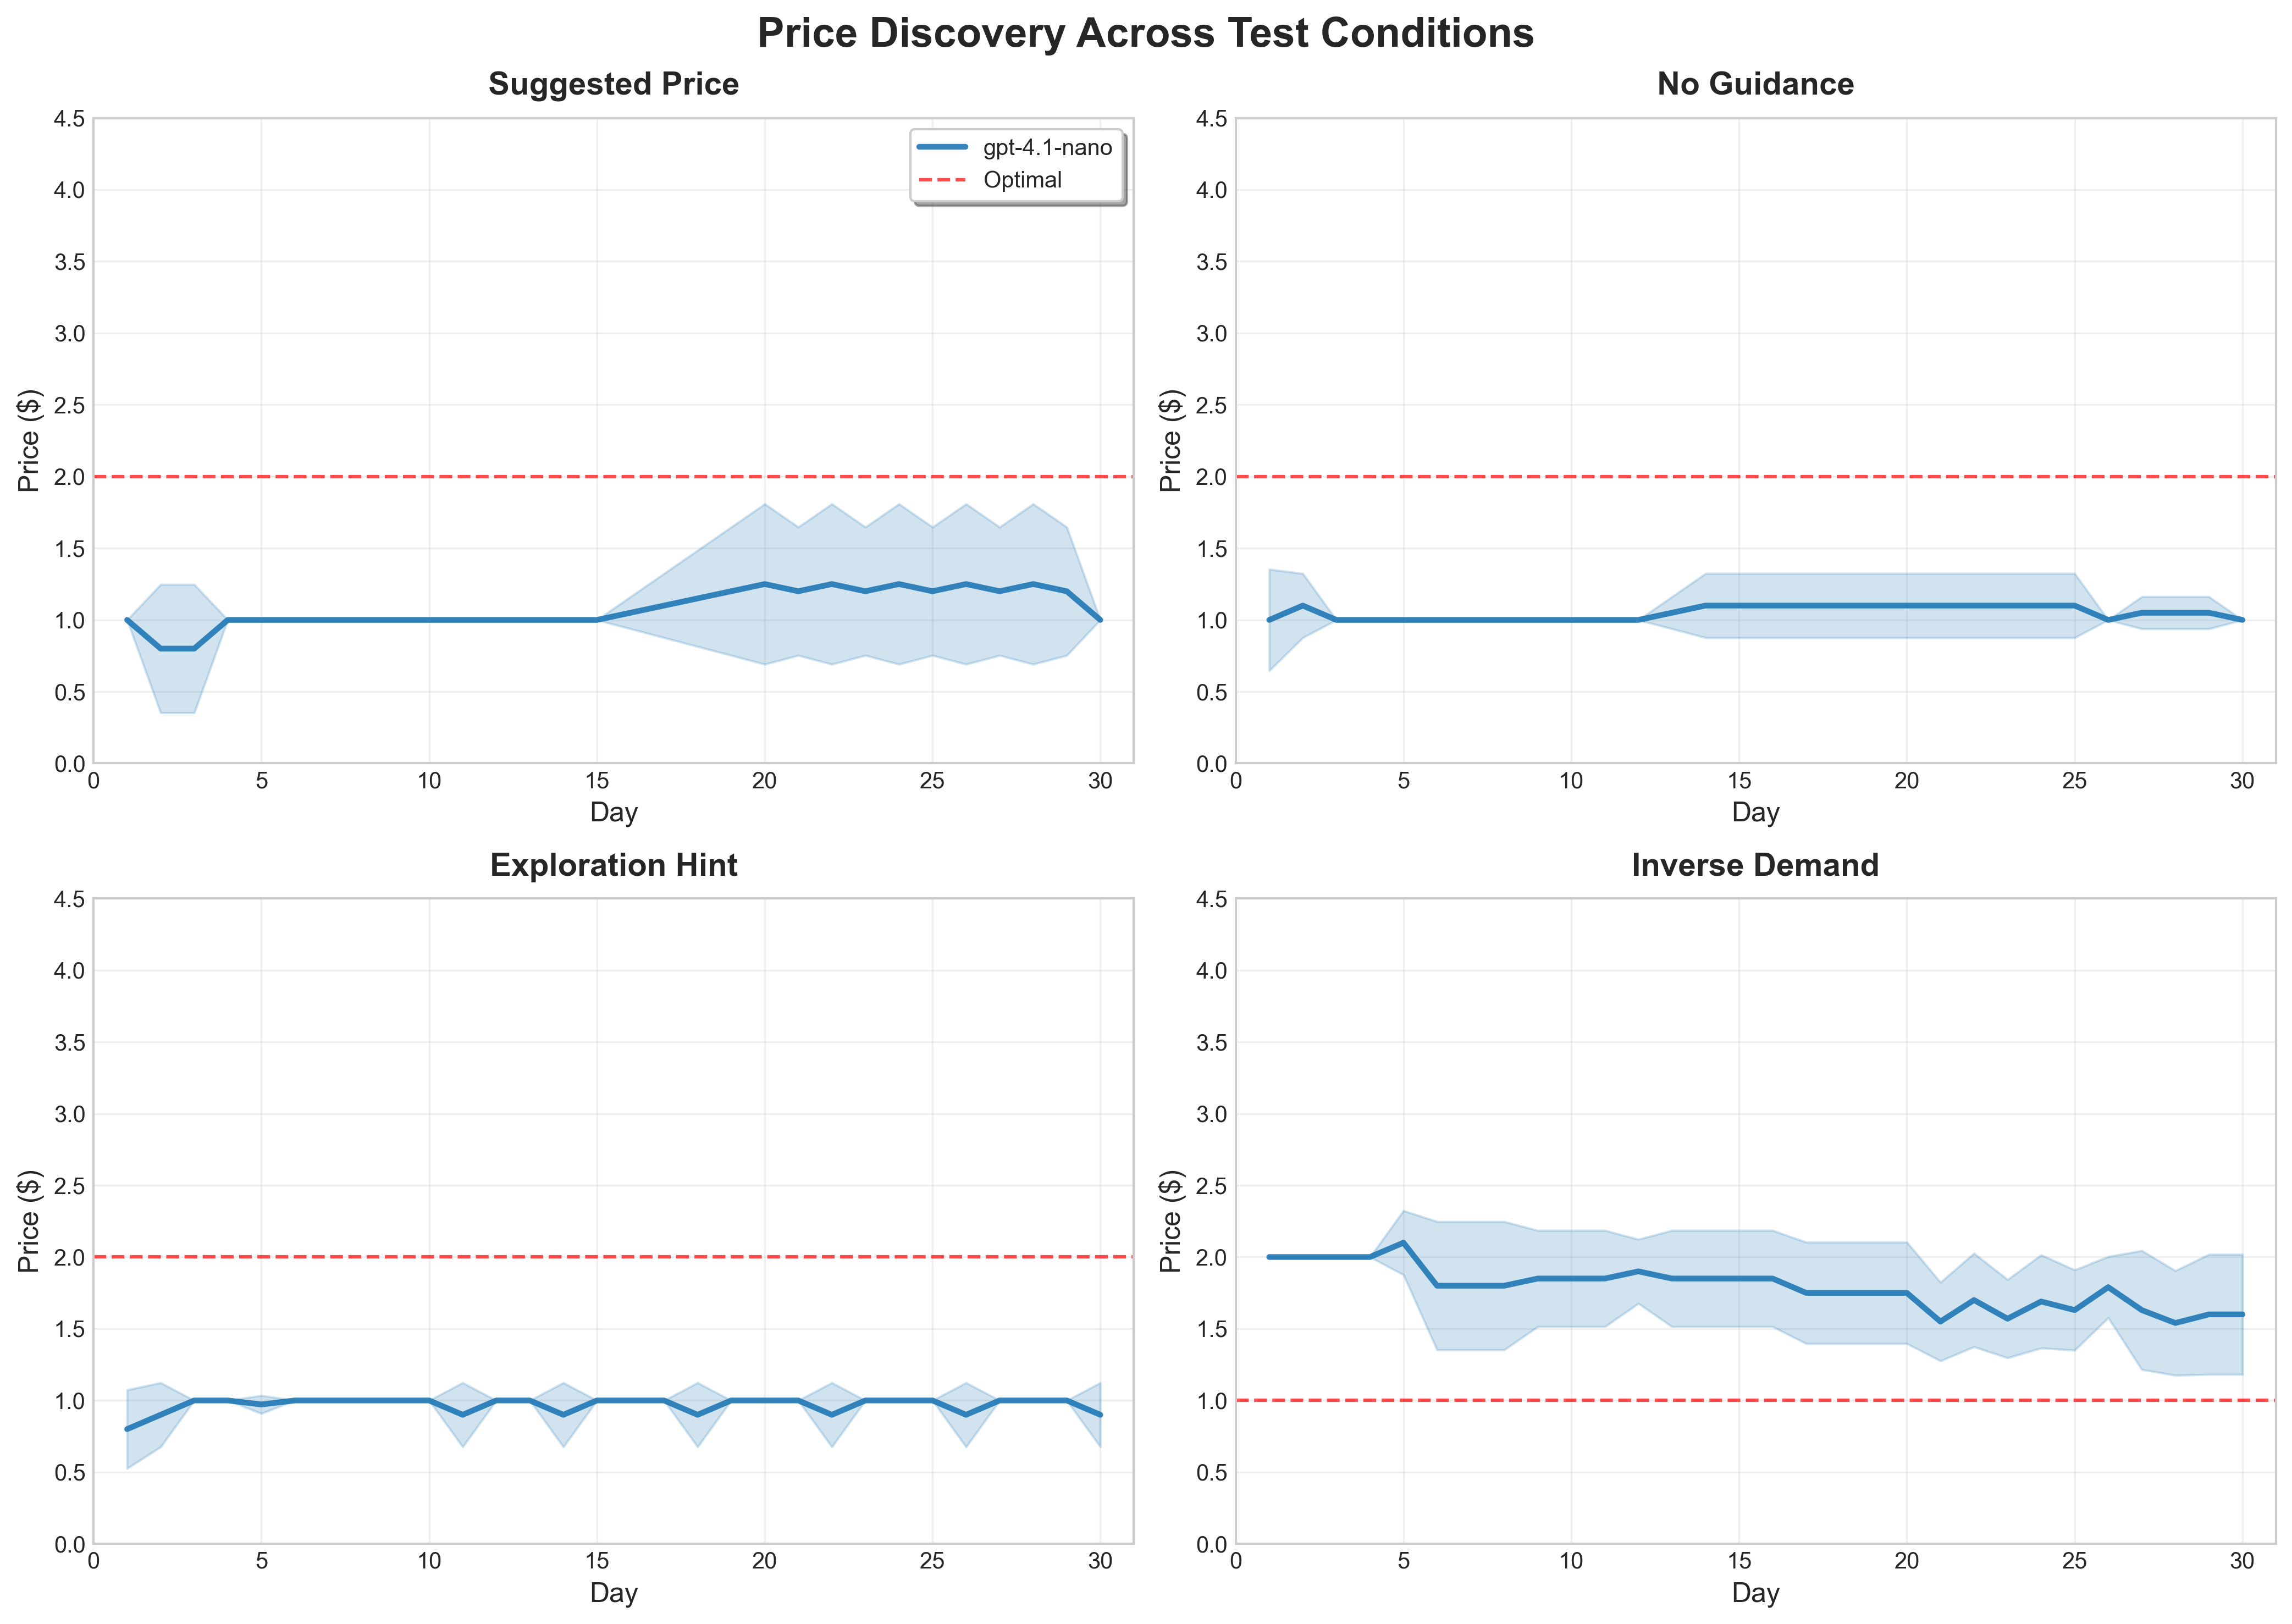 Price Discovery Across Test Conditions
Suggested Price
4.5
4.0
3.5
3.0
2.5
2.0
1.5
1.0
0.5
0.0
Price ($)
0 5 10 15 20 25 30
Day
gpt-4.1-nano
Optimal
No Guidance
4.5
4.0
3.5
3.0
2.5
2.0
1.5
1.0
0.5
0.0
Price ($)
0 5 10 15 20 25 30
Day
Exploration Hint
4.5
4.0
3.5
3.0
2.5
2.0
1.5
1.0
0.5
0.0
Price ($)
0 5 10 15 20 25 30
Day
Inverse Demand
4.5
4.0
3.5
3.0
2.5
2.0
1.5
1.0
0.5
0.0
Price ($)
0 5 10 15 20 25 30
Day